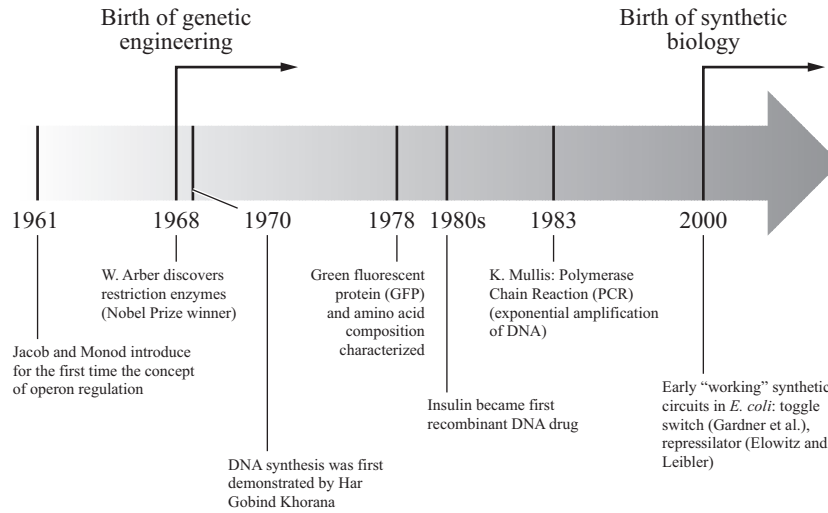 Birth of genetic
engineering
Birth of synthetic
biology
1961
1968
1970
1978
1980s
1983
2000
W. Arber discovers
restriction enzymes
(Nobel Prize winner)
Green fluorescent
protein (GFP)
and amino acid
composition
characterized
K. Mullis: Polymerase
Chain Reaction (PCR)
(exponential amplification
of DNA)
Jacob and Monod introduce
for the first time the concept
of operon regulation
Insulin became first
recombinant DNA drug
Early “working” synthetic
circuits in E. coli: toggle
switch (Gardner et al.),
repressilator (Elowitz and
Leibler)
DNA synthesis was first
demonstrated by Har
Gobind Khorana